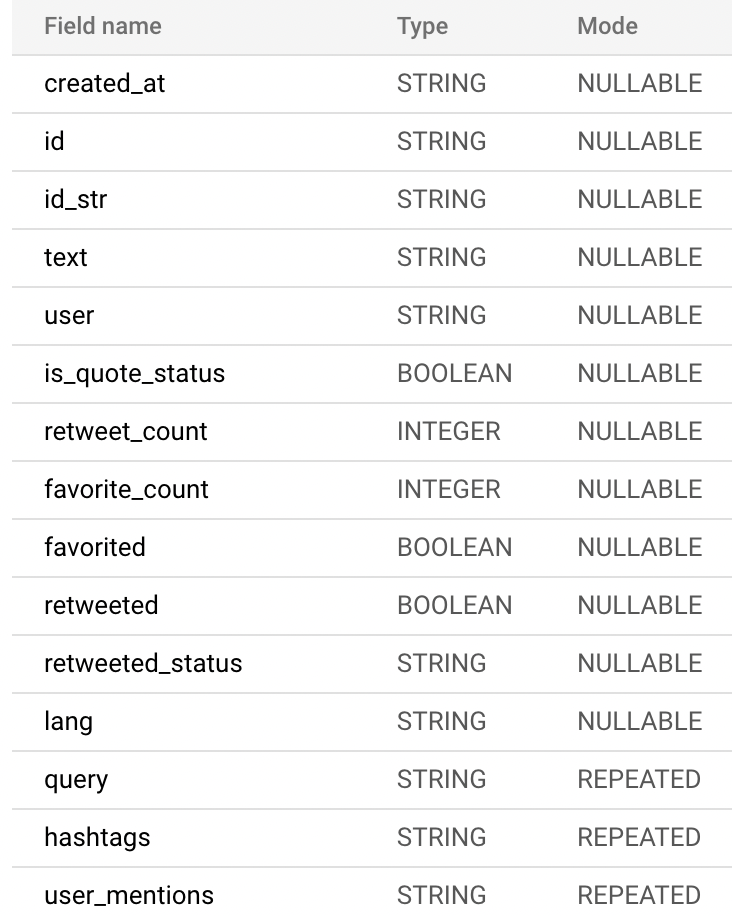 Field name Type Mode
created_at STRING NULLABLE
id STRING NULLABLE
id_str STRING NULLABLE
text STRING NULLABLE
user STRING NULLABLE
is_quote_status BOOLEAN NULLABLE
retweet_count INTEGER NULLABLE
favorite_count INTEGER NULLABLE
favorited BOOLEAN NULLABLE
retweeted BOOLEAN NULLABLE
retweeted_status STRING NULLABLE
lang STRING NULLABLE
query STRING REPEATED
hashtags STRING REPEATED
user_mentions STRING REPEATED